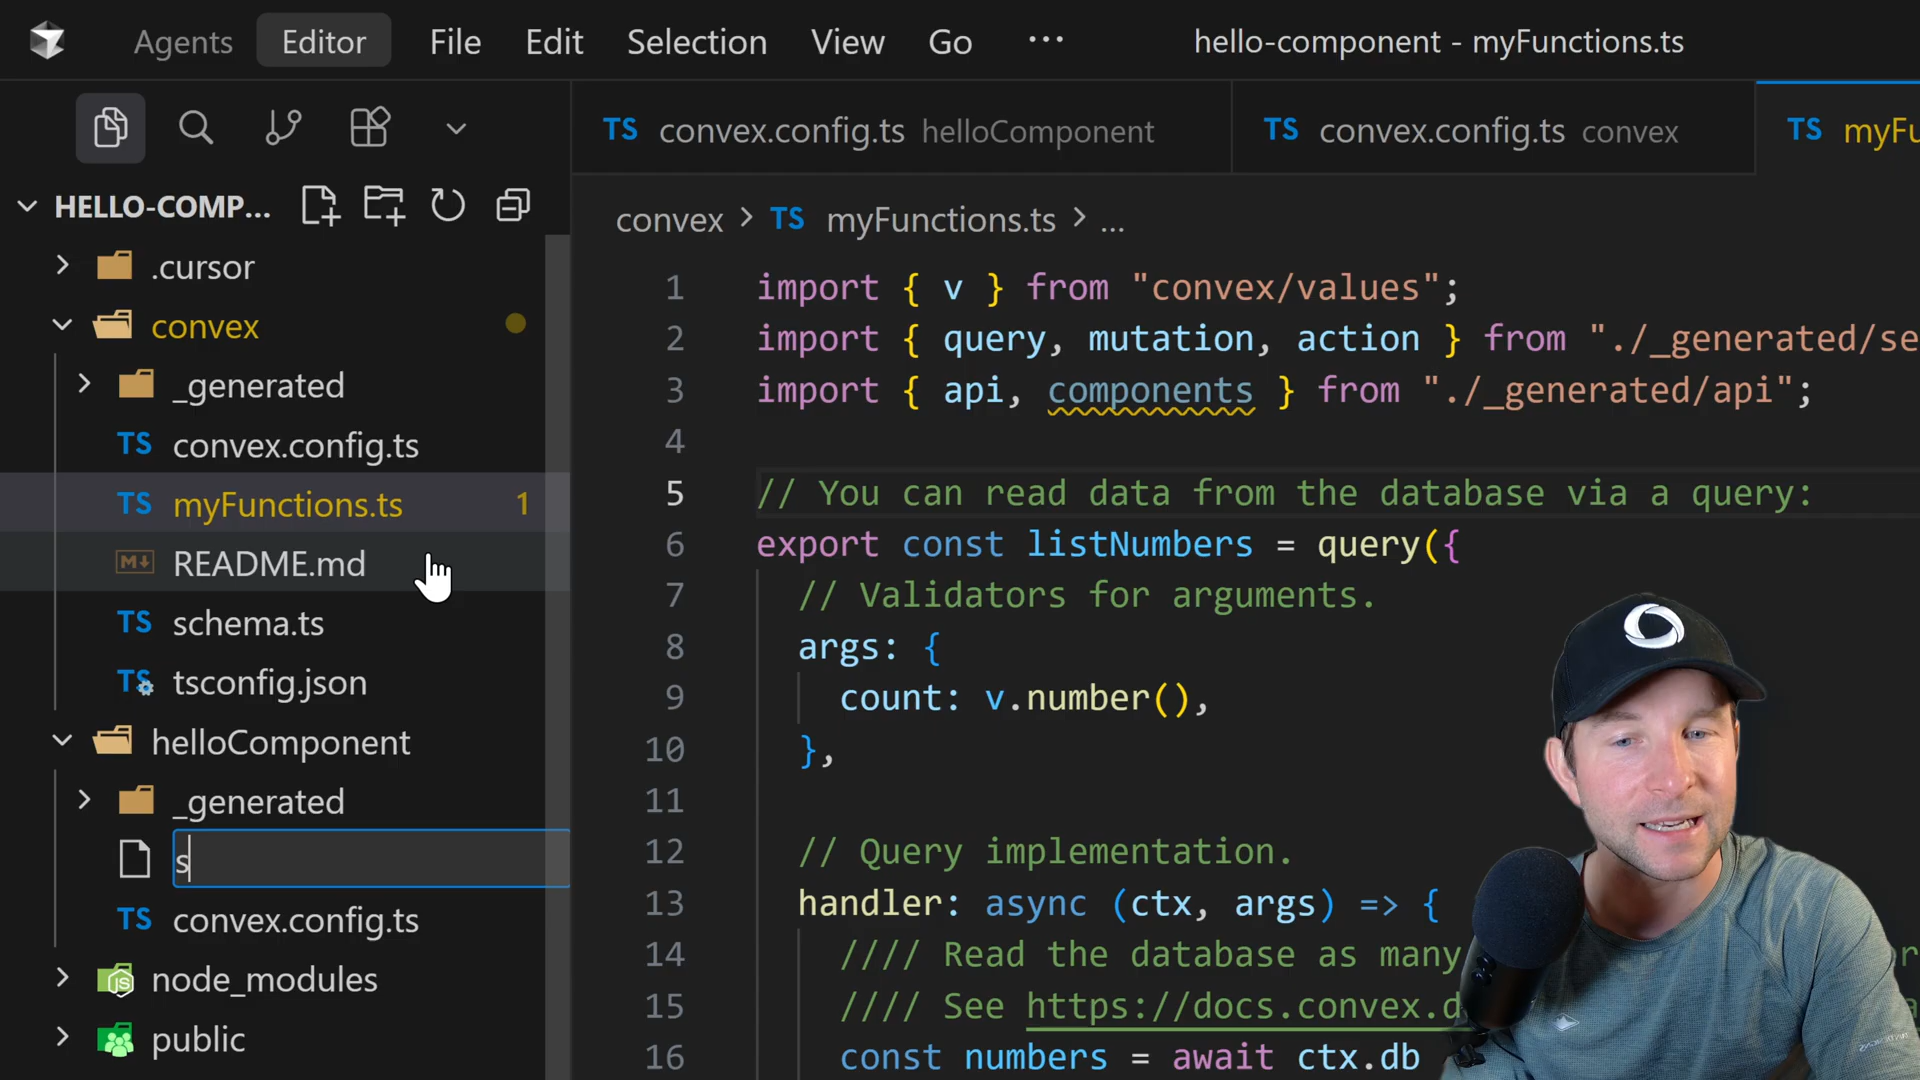 Agents Editor File Edit Selection View Go ... hello-component - myFunctions.ts
TS convex.config.ts helloComponent TS convex.config.ts convex TS myFu
HELLO-COMP...
.cursor
convex
_generated
TS convex.config.ts
TS myFunctions.ts 1
README.md
TS schema.ts
TS tsconfig.json
helloComponent
_generated
s
TS convex.config.ts
node_modules
public
convex > TS myFunctions.ts > ...
1 import { v } from "convex/values";
2 import { query, mutation, action } from "./_generated/se
3 import { api, components } from "./_generated/api";
4
5 // You can read data from the database via a query:
6 export const listNumbers = query({
7 // Validators for arguments.
8 args: {
9 count: v.number(),
10 },
11
12 // Query implementation.
13 handler: async (ctx, args) => {
14 //// Read the database as many
15 //// See https://docs.convex.d
16 const numbers = await ctx.db